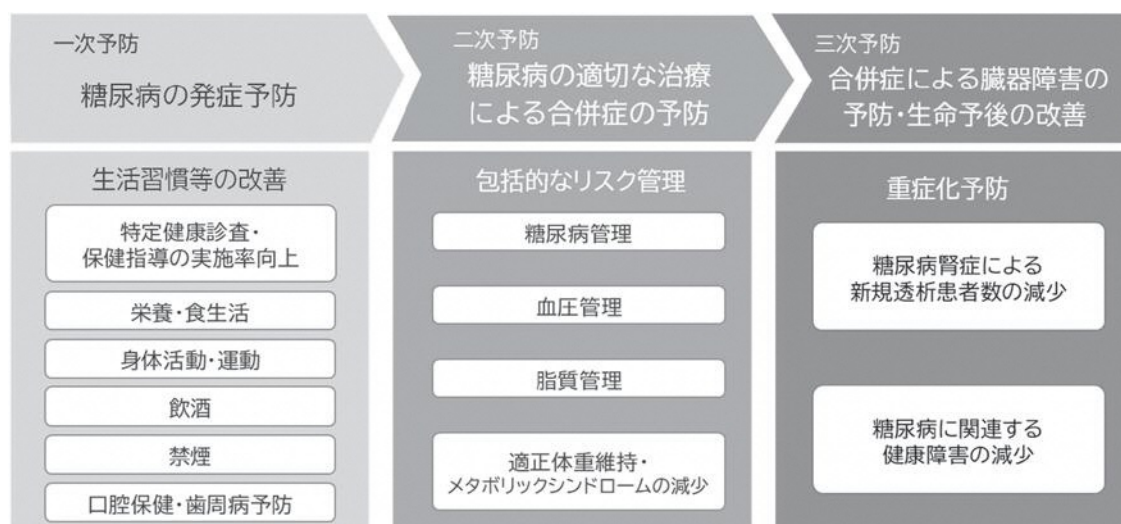 一次予防
糖尿病の発症予防
二次予防
糖尿病の適切な治療
による合併症の予防
三次予防
合併症による臓器障害の
予防・生命予後の改善
生活習慣等の改善
特定健康診査・
保健指導の実施率向上
栄養・食生活
身体活動・運動
飲酒
禁煙
口腔保健・歯周病予防
包括的なリスク管理
糖尿病管理
血圧管理
脂質管理
適正体重維持・
メタボリックシンドロームの減少
重症化予防
糖尿病腎症による
新規透析患者数の減少
糖尿病に関連する
健康障害の減少